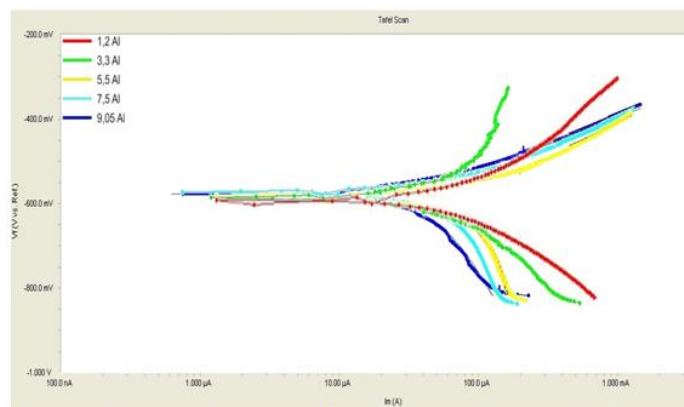 Tafel Scan
1,2 Al
3,3 Al
5,5 Al
7,5 Al
9,05 Al
-200.0 mV
-400.0 mV
-600.0 mV
-800.0 mV
-1.000 V
Vf (V vs. Ref.)
100.0 nA
1.000 µA
10.00 µA
100.0 µA
1.000 mA
Im (A)